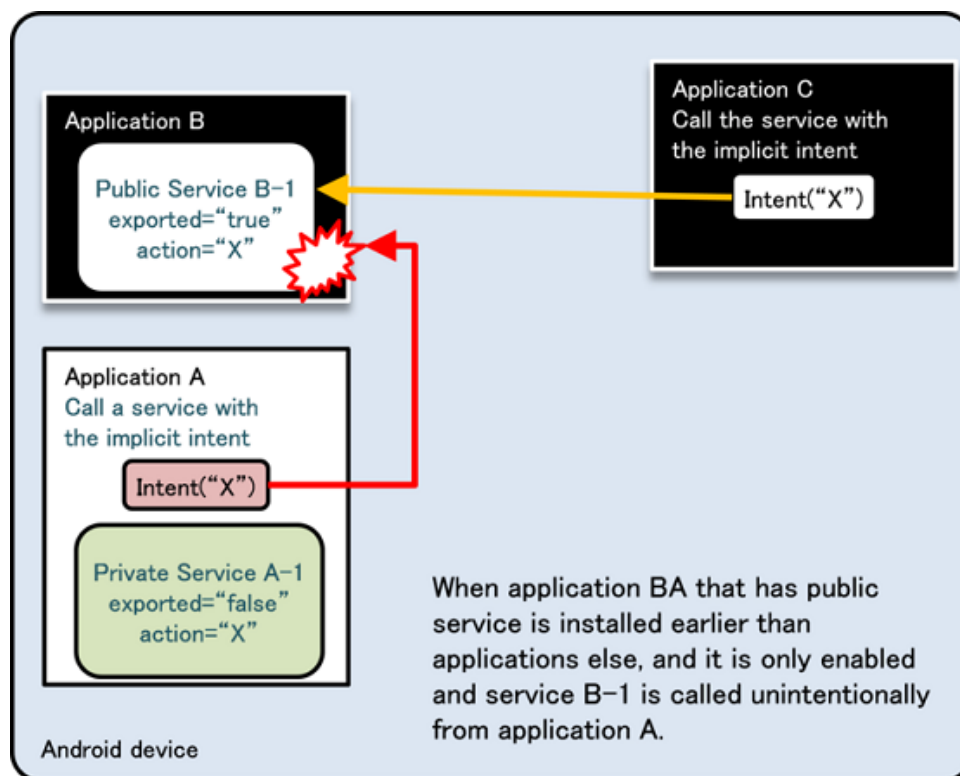 Application B
Public Service B-1
exported=“true”
action=“X”
Application C
Call the service with
the implicit intent
Intent(“X”)
Application A
Call a service with
the implicit intent
Intent(“X”)
Private Service A-1
exported=“false”
action=“X”
When application BA that has public
service is installed earlier than
applications else, and it is only enabled
and service B-1 is called unintentionally
from application A.
Android device